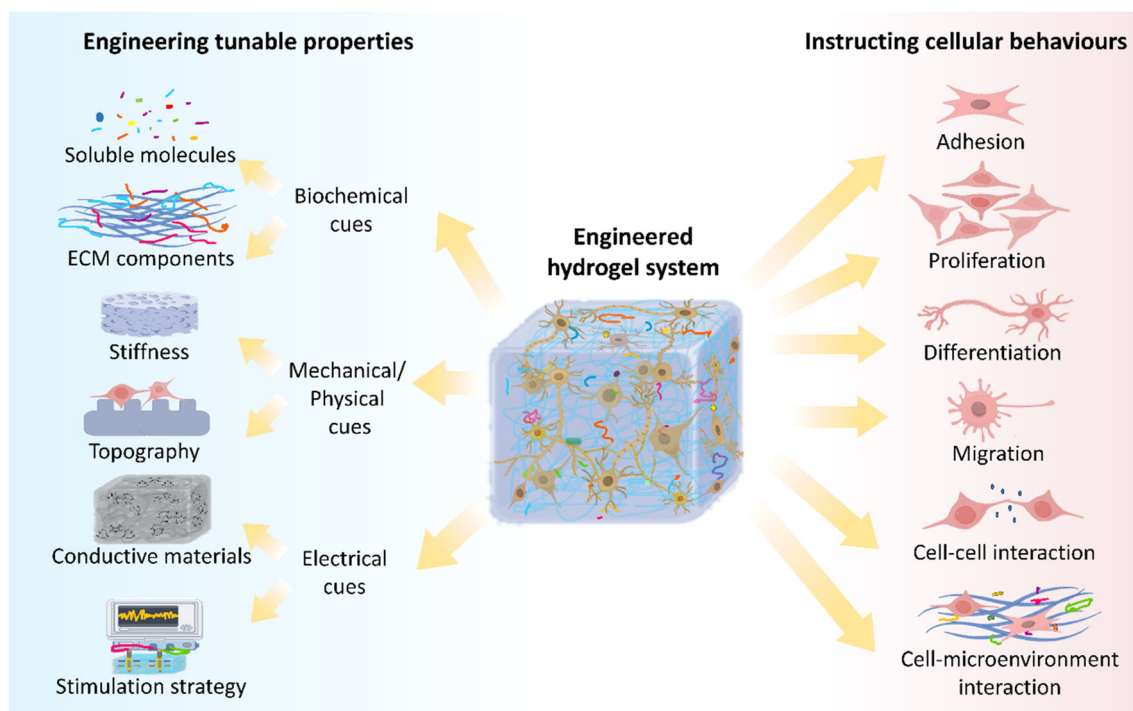 Engineering tunable properties
Soluble molecules
ECM components
Biochemical
cues
Stiffness
Topography
Mechanical/
Physical
cues
Conductive materials
Stimulation strategy
Electrical
cues
Engineered
hydrogel system
Instructing cellular behaviours
Adhesion
Proliferation
Differentiation
Migration
Cell-cell interaction
Cell-microenvironment
interaction